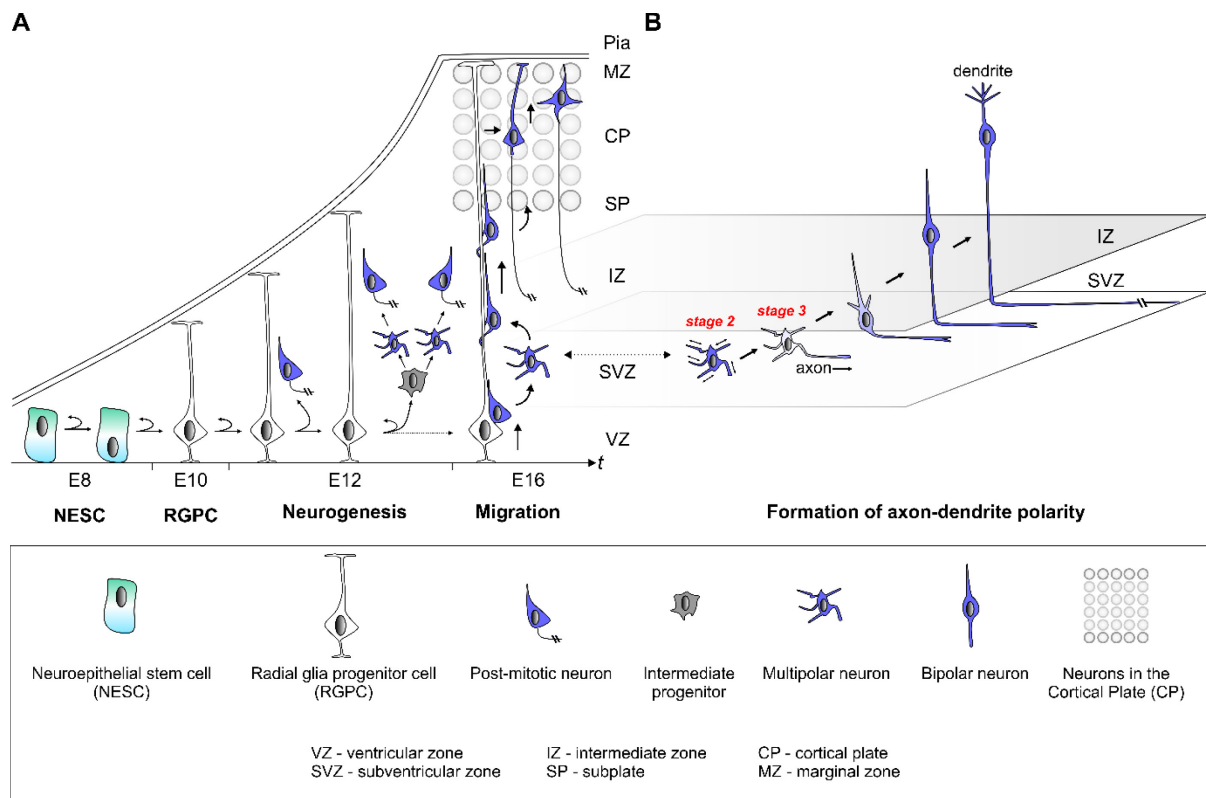 A
B
Pia
MZ
CP
SP
IZ
SVZ
VZ
dendrite
IZ
SVZ
stage 2
stage 3
axon
t
E8
E10
E12
E16
NESC
RGPC
Neurogenesis
Migration
Formation of axon-dendrite polarity
Neuroepithelial stem cell
(NESC)
Radial glia progenitor cell
(RGPC)
Post-mitotic neuron
Intermediate
progenitor
Multipolar neuron
Bipolar neuron
Neurons in the
Cortical Plate (CP)
VZ - ventricular zone
IZ - intermediate zone
CP - cortical plate
SVZ - subventricular zone
SP - subplate
MZ - marginal zone